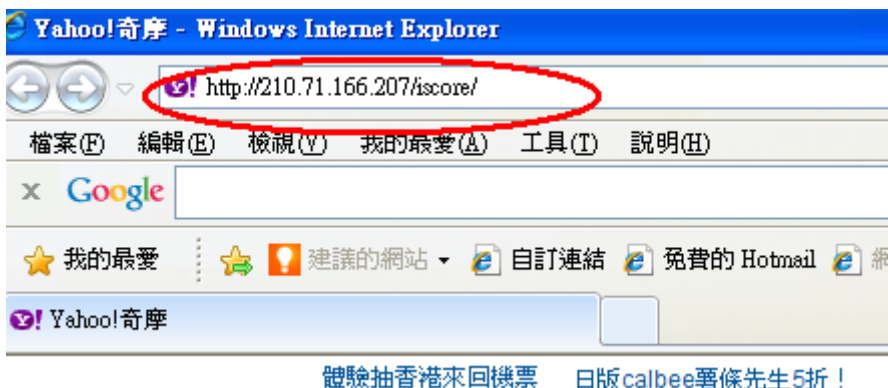 Yahoo!奇摩 - Windows Internet Explorer
Y! http://210.71.166.207/iscore/
檔案(F) 編輯(E) 檢視(V) 我的最愛(A) 工具(T) 說明(H)
x Google
我的最愛 建議的網站 自訂連結 免費的 Hotmail
Y! Yahoo!奇摩
體驗抽香港來回機票 日版calbee薯條先生5折！